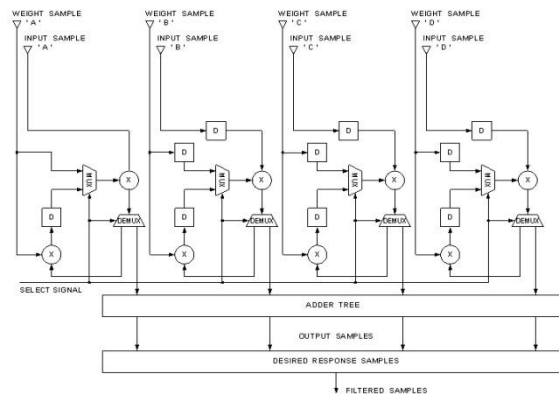 WEIGHT SAMPLE
'A'
INPUT SAMPLE
'A'
WEIGHT SAMPLE
'B'
INPUT SAMPLE
'B'
WEIGHT SAMPLE
'C'
INPUT SAMPLE
'C'
WEIGHT SAMPLE
'D'
INPUT SAMPLE
'D'
D
D
D
D
D
D
MUX
X
MUX
X
MUX
X
MUX
X
D
D
D
D
DEMUX
DEMUX
DEMUX
DEMUX
X
X
X
X
SELECT SIGNAL
ADDER TREE
OUTPUT SAMPLES
DESIRED RESPONSE SAMPLES
FILTERED SAMPLES